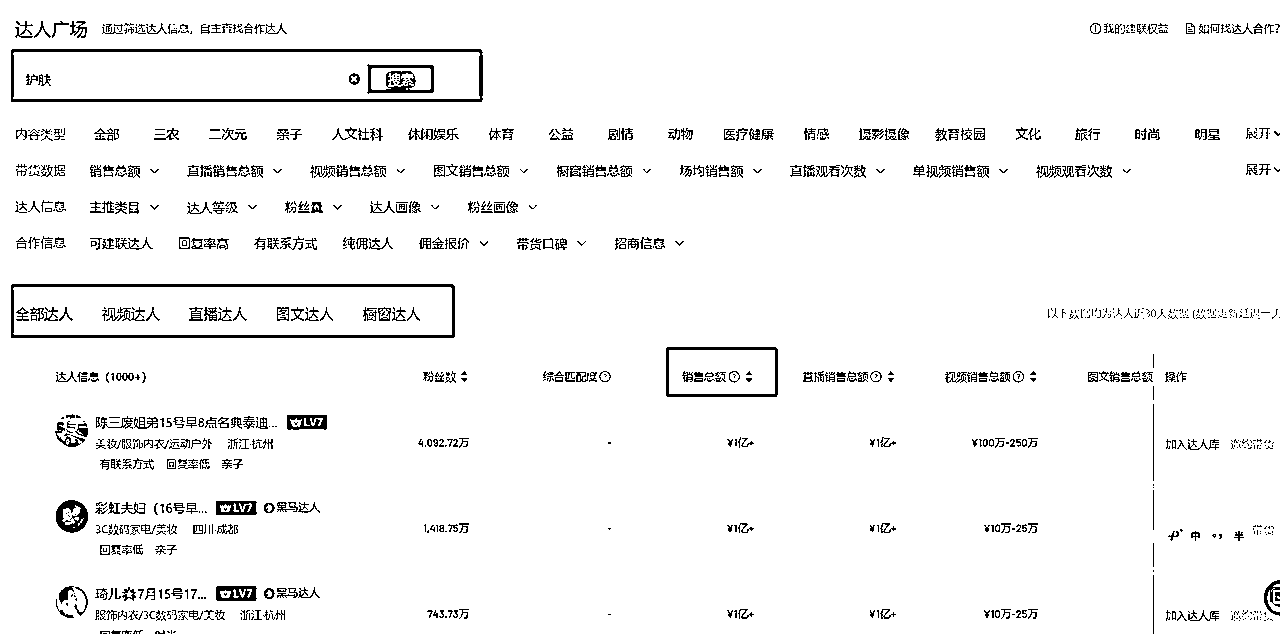 达人广场 通过筛选达人信息，自主查找合作达人 我的建联权益 如何找达人合作?
护肤 搜索
内容类型 全部 三农 二次元 亲子 人文社科 休闲娱乐 体育 公益 剧情 动物 医疗健康 情感 摄影摄像 教育校园 文化 旅行 时尚 明星 展开
带货数据 销售总额 直播销售总额 视频销售总额 图文销售总额 橱窗销售总额 场均销售额 直播观看次数 单视频销售额 视频观看次数 展开
达人信息 主推类目 达人等级 粉丝 达人画像 粉丝画像
合作信息 可建联达人 回复率高 有联系方式 纯佣达人 佣金报价 带货口碑 招商信息
全部达人 视频达人 直播达人 图文达人 橱窗达人 以下数据均为达人近30天数据
达人信息（1000+） 粉丝数 综合匹配度 销售总额 直播销售总额 视频销售总额 图文销售总额 操作
陈三废姐弟15号早8点名典泰迪... LV7
美妆/服饰内衣/运动户外 浙江·杭州 4,092.72万 - ¥1亿+ ¥1亿+ ¥100万-250万 加入达人库 邀约带货
有联系方式 回复率低 亲子
彩虹夫妇（16号早... LV7 黑马达人
3C数码家电/美妆 四川·成都 1,418.75万 - ¥1亿+ ¥1亿+ ¥10万-25万 中 半 带货
回复率低 亲子
琦儿 7月15号17... LV7 黑马达人
服饰内衣/3C数码家电/美妆 浙江·杭州 743.73万 - ¥1亿+ ¥1亿+ ¥10万-25万 加入达人库 邀约带货